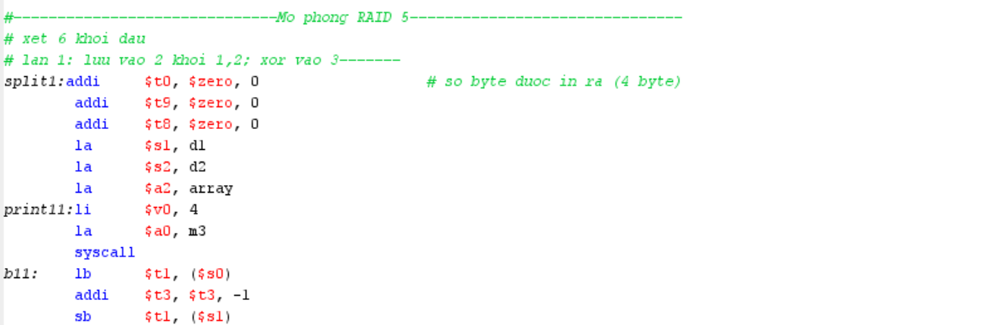 #------------------------------Mo phong RAID 5-------------------------------
# xet 6 khoi dau
# lan 1: luu vao 2 khoi 1,2; xor vao 3-------
split1:addi $t0, $zero, 0 # so byte duoc in ra (4 byte)
addi $t9, $zero, 0
addi $t8, $zero, 0
la $s1, d1
la $s2, d2
la $a2, array
print11:li $v0, 4
la $a0, m3
syscall
b11: lb $t1, ($s0)
addi $t3, $t3, -1
sb $t1, ($s1)